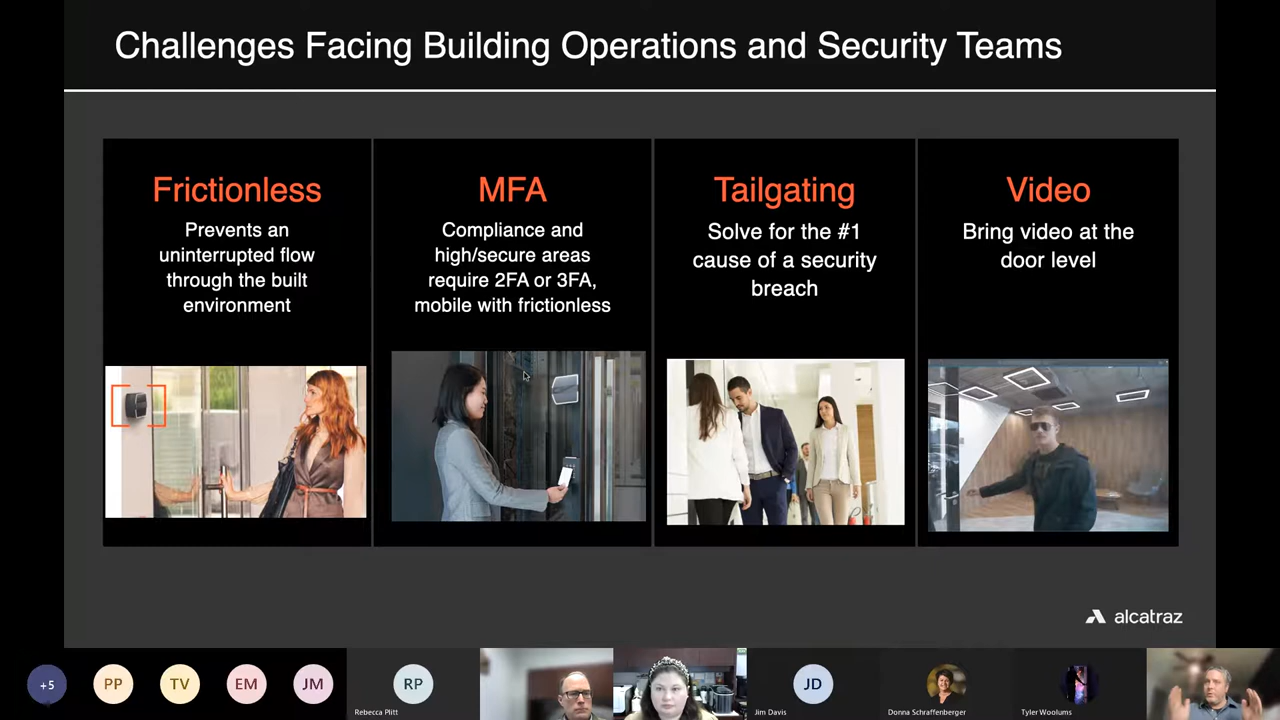 Challenges Facing Building Operations and Security Teams
Frictionless
Prevents an
uninterrupted flow
through the built
environment
MFA
Compliance and
high/secure areas
require 2FA or 3FA,
mobile with frictionless
Tailgating
Solve for the #1
cause of a security
breach
Video
Bring video at the
door level
alcatraz
+5
PP
TV
EM
JM
RP
Rebecca Plitt
JD
Jim Davis
Donna Schraffenberger
Tyler Woolums